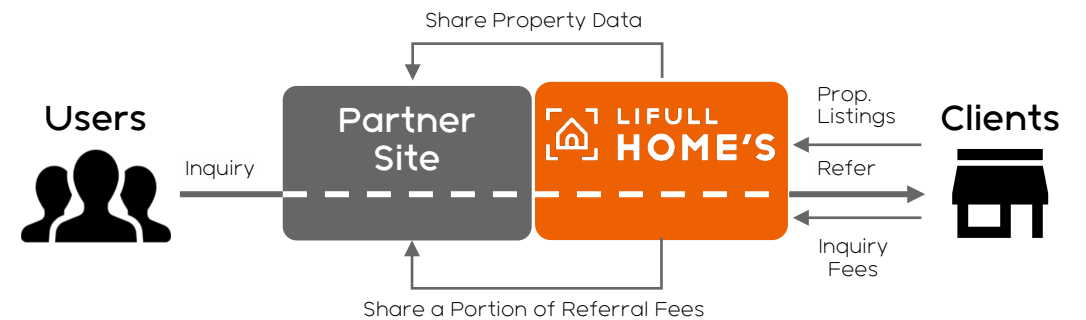 Share Property Data
Users
Inquiry
Partner
Site
LIFULL
HOME'S
Prop.
Listings
Refer
Inquiry
Fees
Clients
Share a Portion of Referral Fees